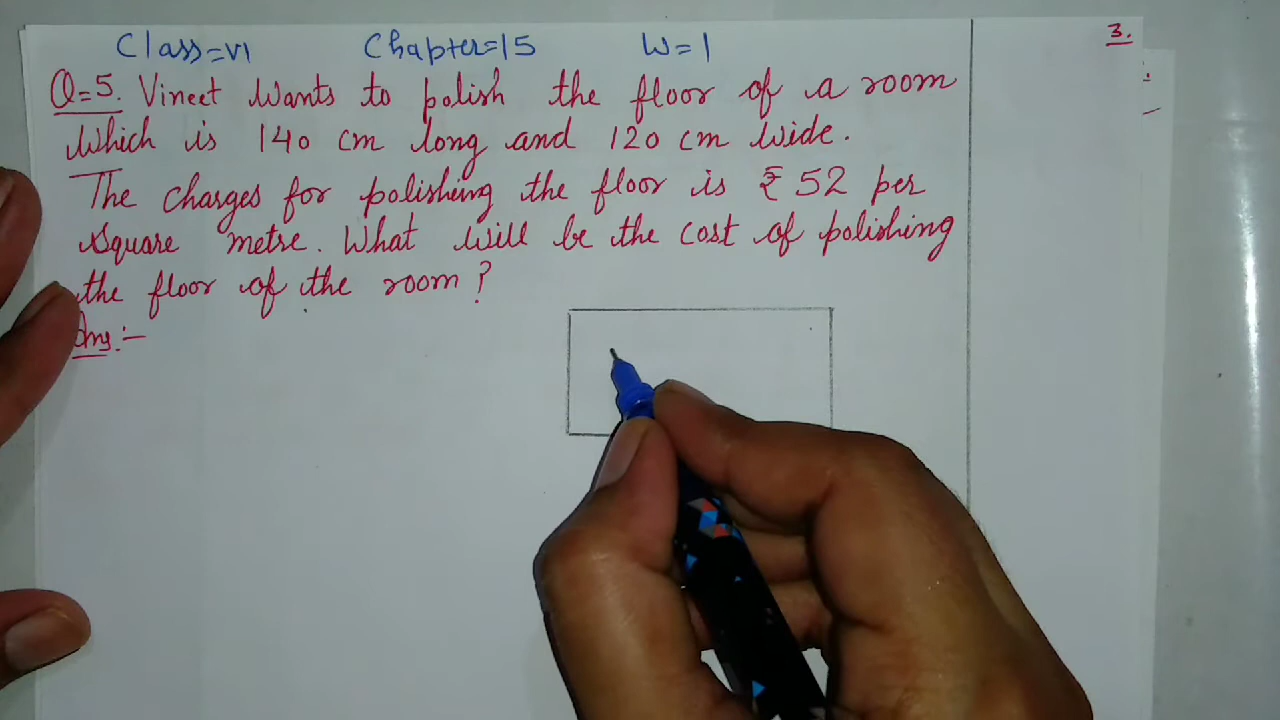 Class=VI Chapter=15 W=1
3.
Q=5. Vineet wants to polish the floor of a room
which is 140 cm long and 120 cm wide.
The charges for polishing the floor is ₹ 52 per
square metre. What will be the cost of polishing
the floor of the room?
Ans:-